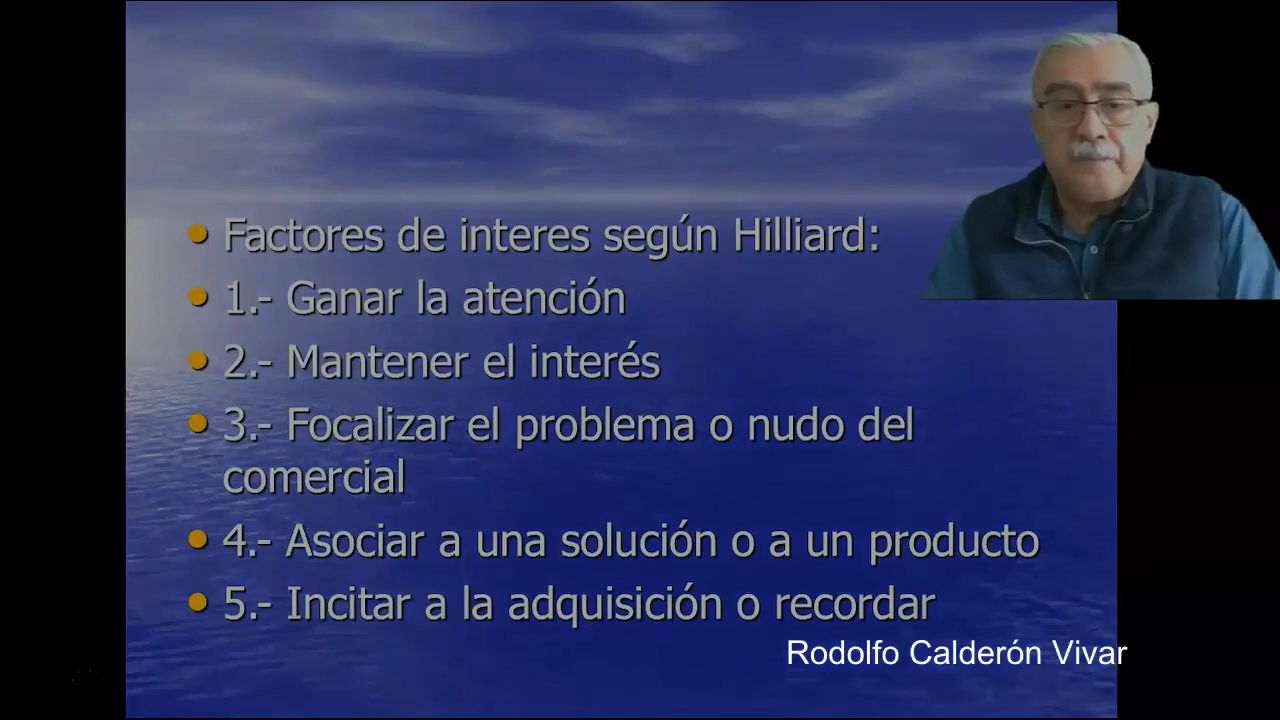 Factores de interes según Hilliard:
1.- Ganar la atención
2.- Mantener el interés
3.- Focalizar el problema o nudo del
comercial
4.- Asociar a una solución o a un producto
5.- Incitar a la adquisición o recordar
Rodolfo Calderón Vivar